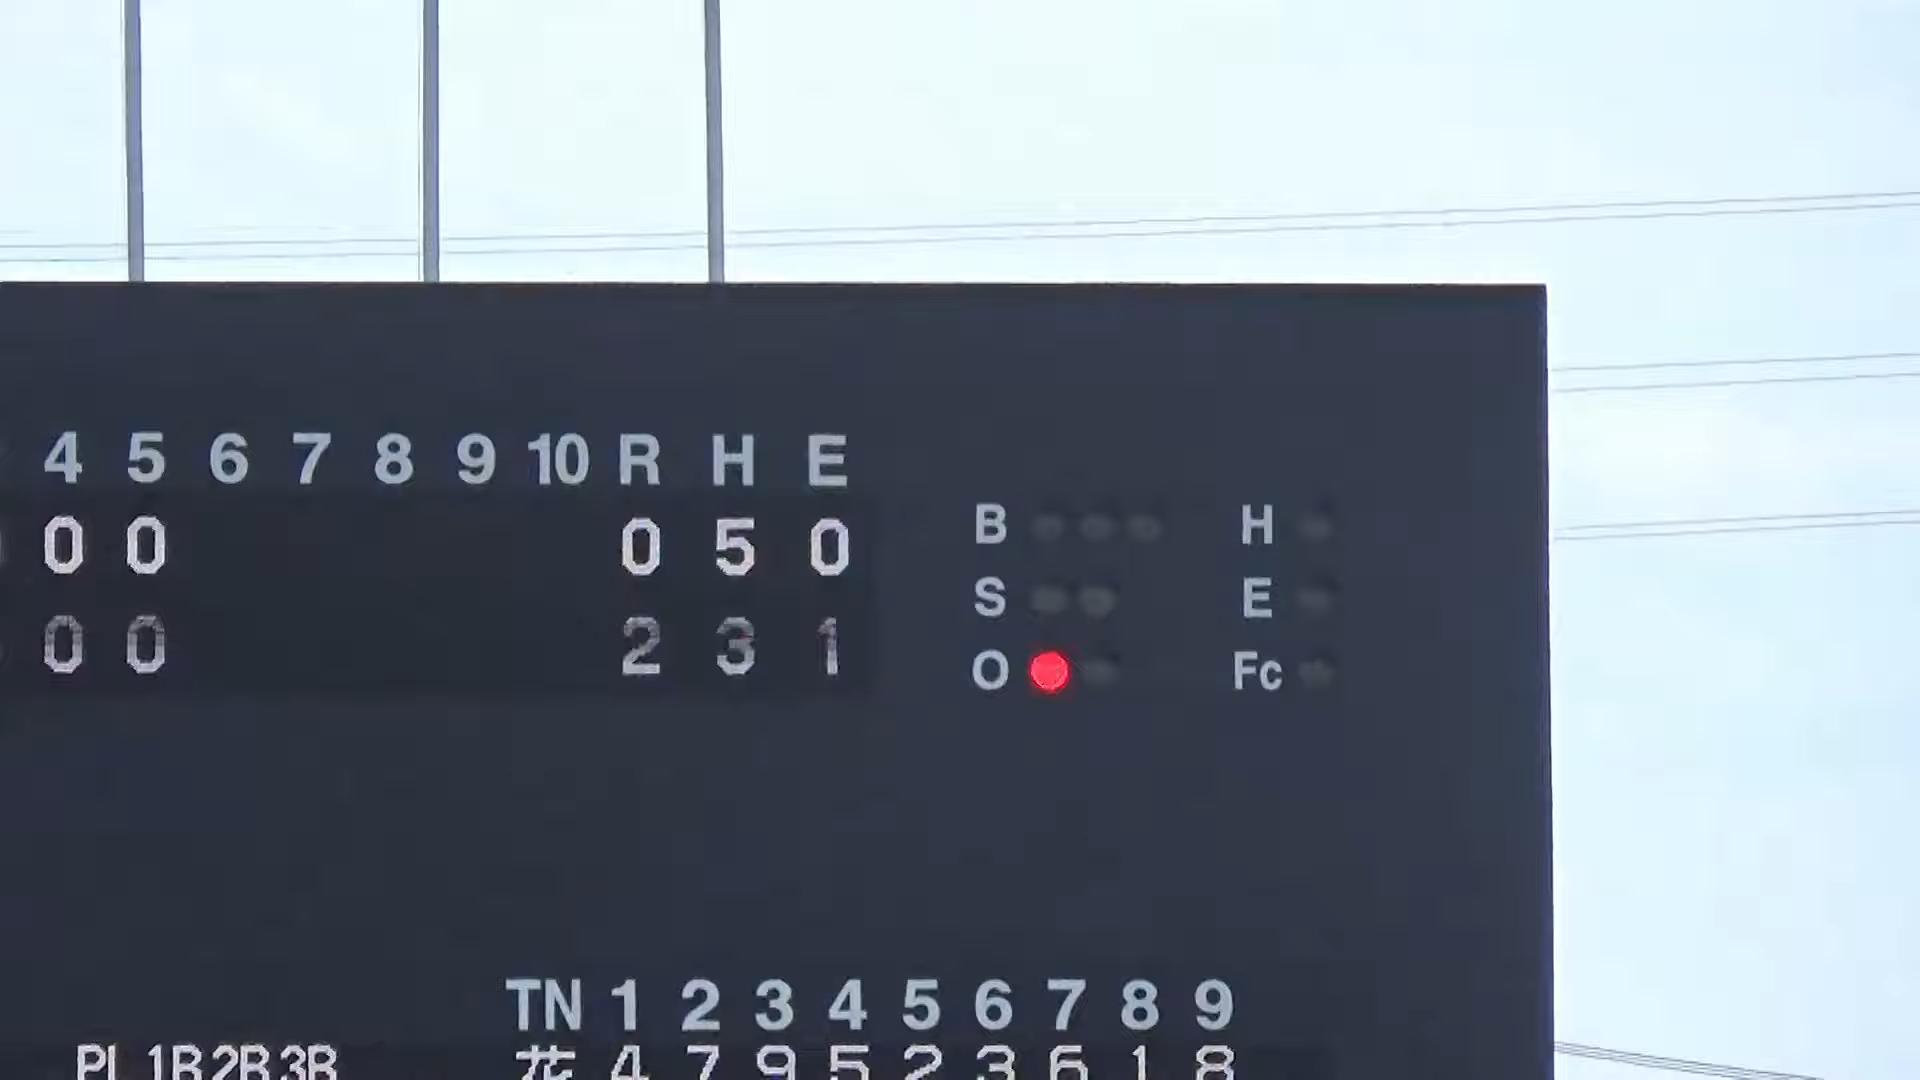 4 5 6 7 8 9 10 R H E
0 0 0 5 0
0 0 2 3 1
B H
S E
O Fc
TN 1 2 3 4 5 6 7 8 9
PL 1B 2B 3B 花 4 7 9 5 2 3 6 1 8